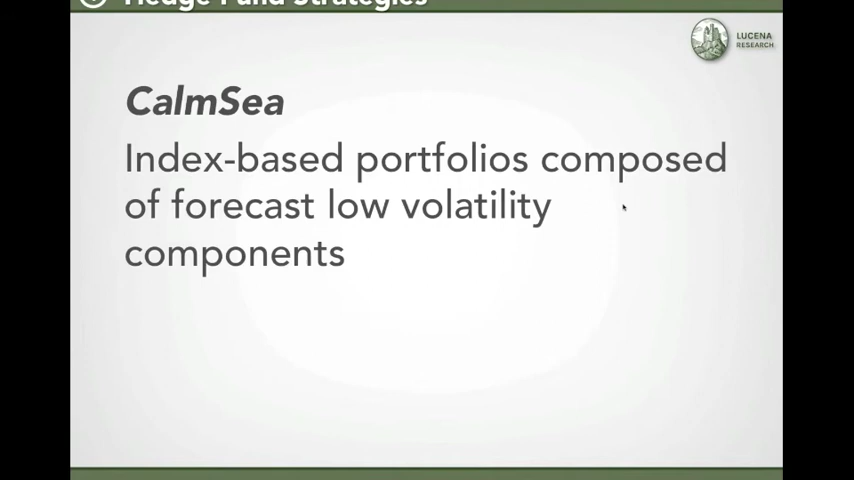 Hedge Fund Strategies
LUCENA
RESEARCH
CalmSea
Index-based portfolios composed
of forecast low volatility
components